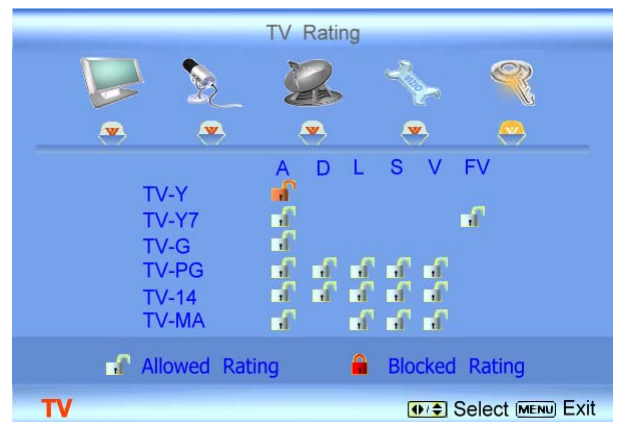 TV Rating
VIZIO
A D L S V FV
TV-Y
TV-Y7
TV-G
TV-PG
TV-14
TV-MA
Allowed Rating Blocked Rating
TV Select MENU Exit